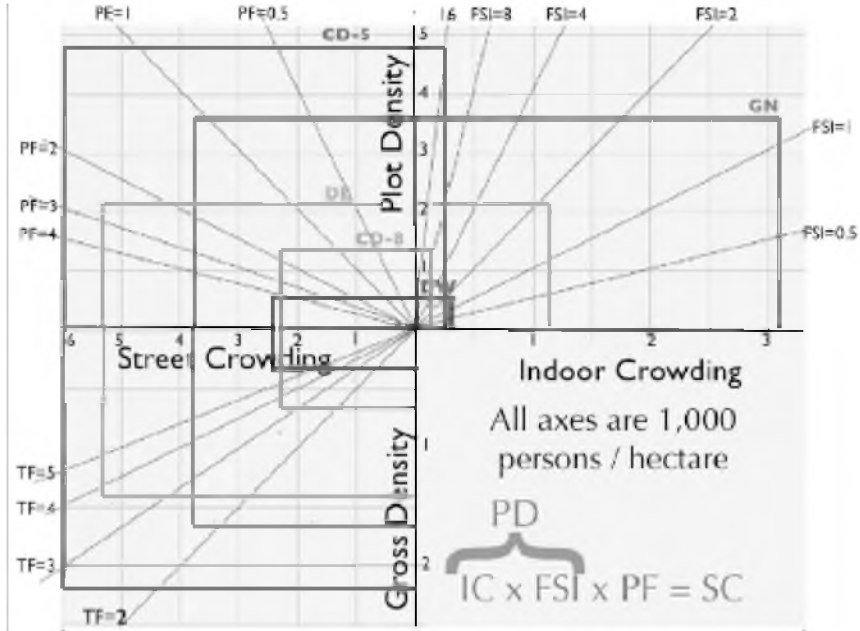 PF=1
PF=0.5
16
FSI=8
FSI=4
FSI=2
CD-5
5
Plot Density
4
GN
FSI=1
PF=2
3
DE
PF=3
2
PF=4
CD-8
FSI=0.5
1
DW
6
5
4
3
2
1
1
2
3
Street Crowding
Indoor Crowding
All axes are 1,000
persons / hectare
1
Gross Density
TF=5
TF=4
PD
TF=3
2
IC x FSI x PF = SC
TF=2